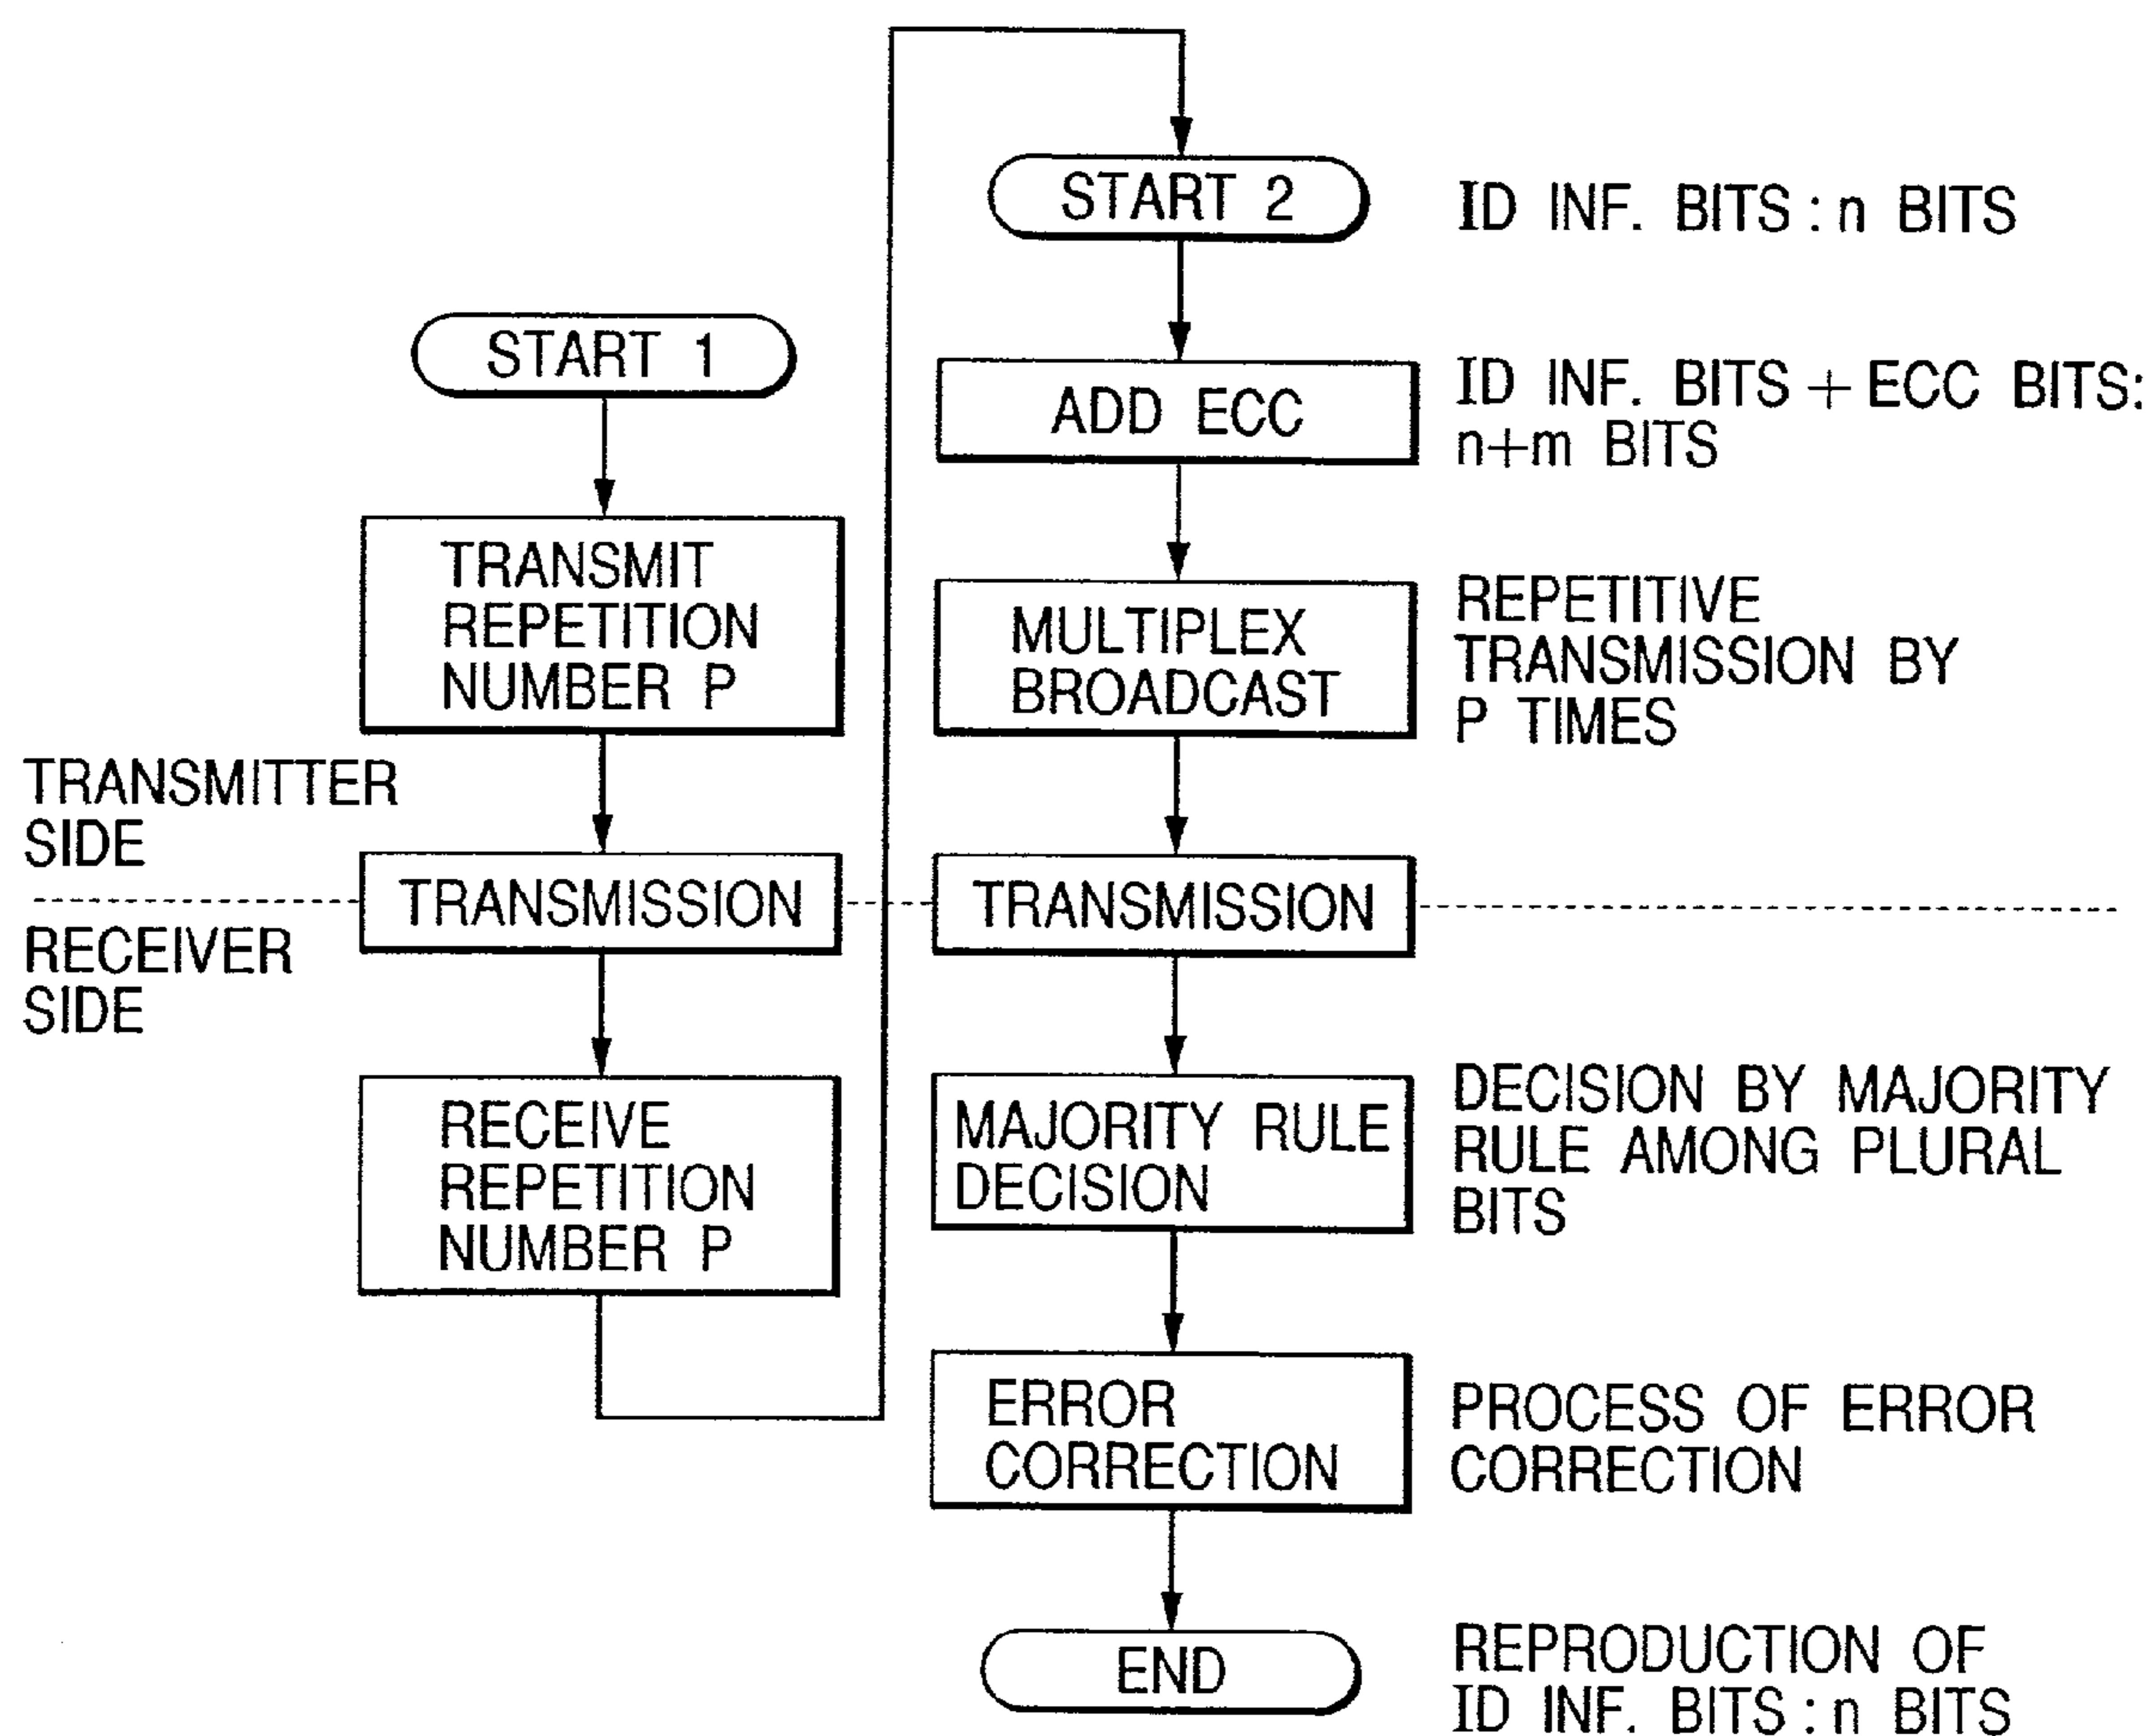 START 1
TRANSMIT
REPETITION
NUMBER P
TRANSMITTER
SIDE
TRANSMISSION
RECEIVER
SIDE
RECEIVE
REPETITION
NUMBER P
START 2
ID INF. BITS : n BITS
ADD ECC
ID INF. BITS + ECC BITS:
n+m BITS
MULTIPLEX
BROADCAST
REPETITIVE
TRANSMISSION BY
P TIMES
TRANSMISSION
MAJORITY RULE
DECISION
DECISION BY MAJORITY
RULE AMONG PLURAL
BITS
ERROR
CORRECTION
PROCESS OF ERROR
CORRECTION
END
REPRODUCTION OF
ID INF. BITS : n BITS